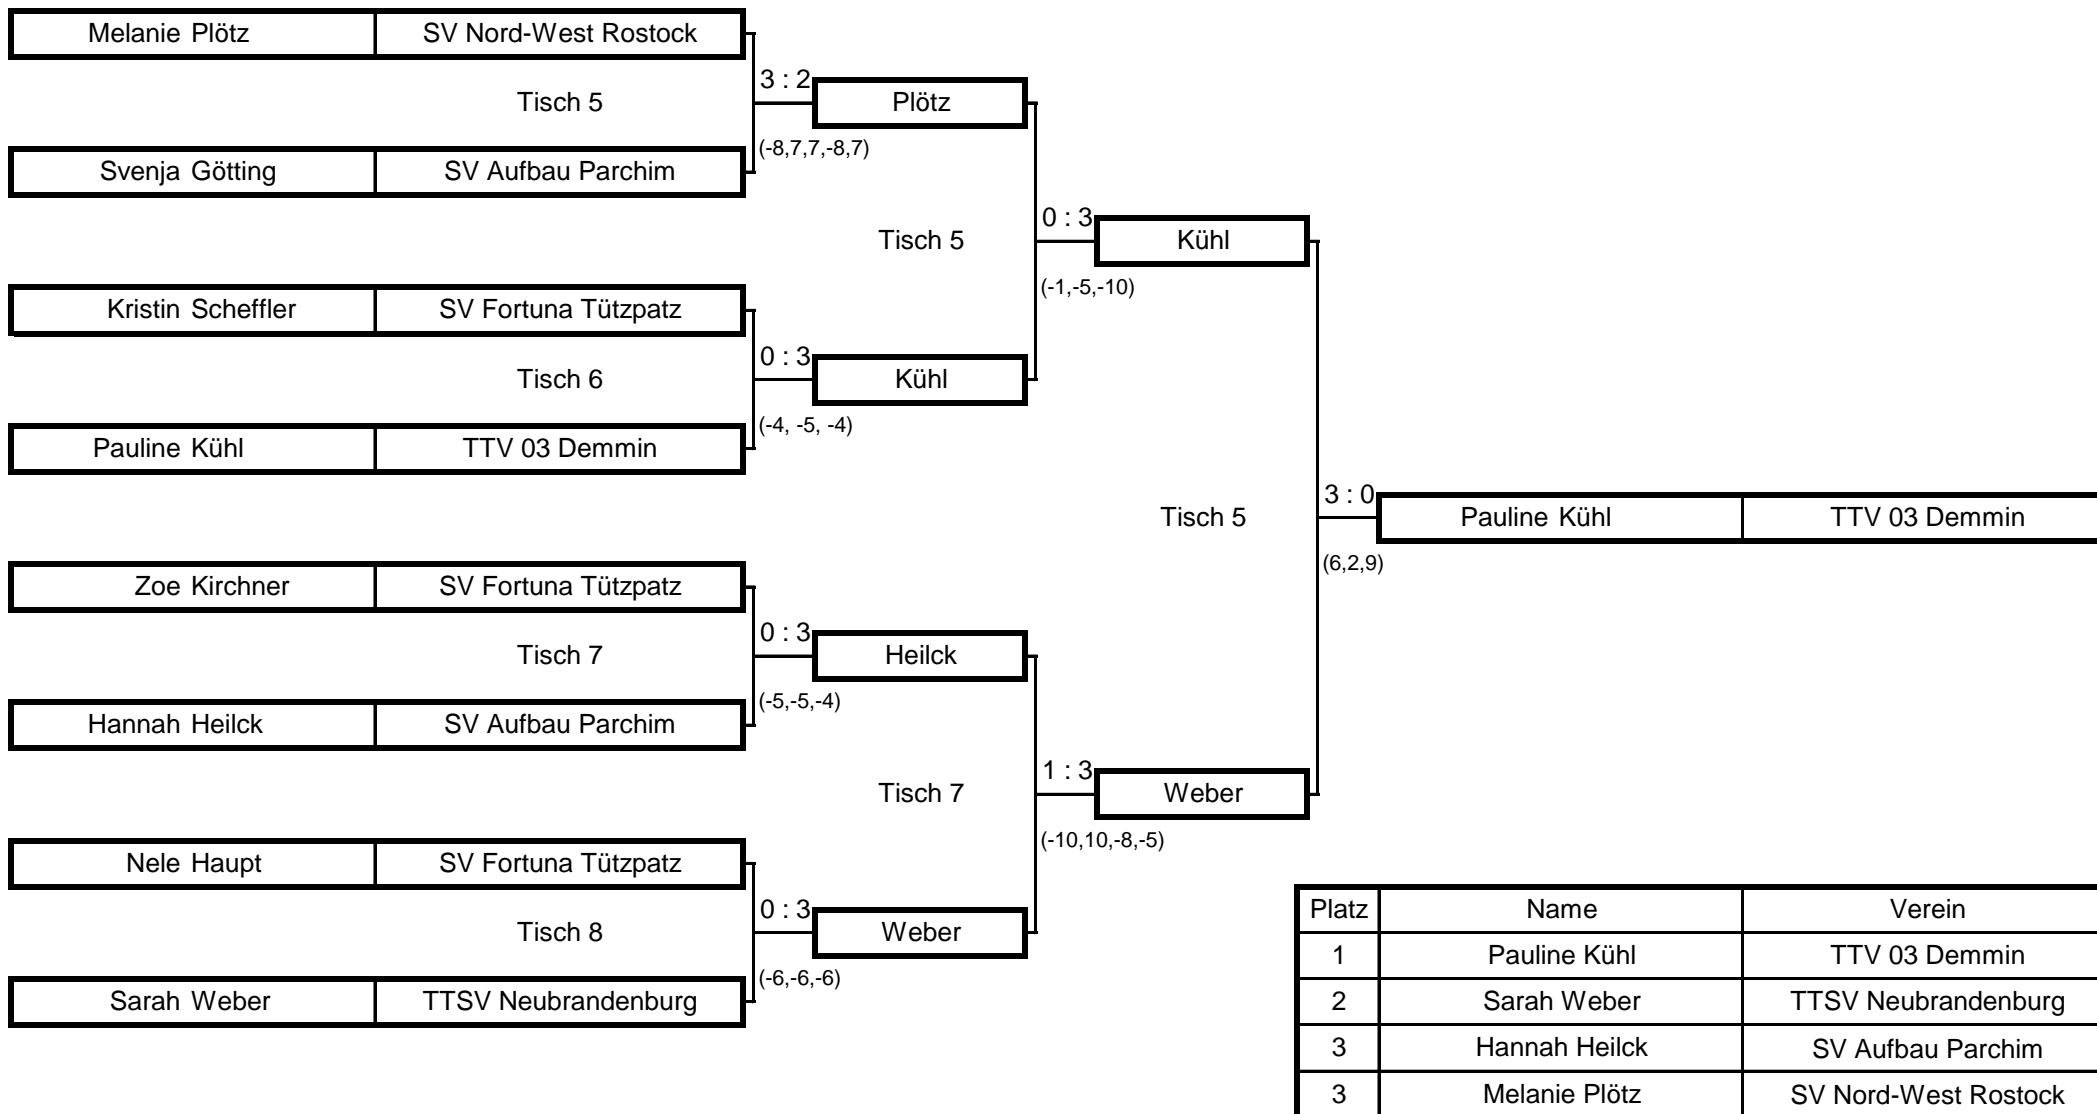 Melanie Plötz SV Nord-West Rostock
3 : 2
Tisch 5 Plötz
(-8,7,7,-8,7)
Svenja Götting SV Aufbau Parchim
0 : 3
Tisch 5 Kühl
(-1,-5,-10)
Kristin Scheffler SV Fortuna Tützpatz
0 : 3
Tisch 6 Kühl
(-4, -5, -4)
Pauline Kühl TTV 03 Demmin
3 : 0
Tisch 5 Pauline Kühl TTV 03 Demmin
(6,2,9)
Zoe Kirchner SV Fortuna Tützpatz
0 : 3
Tisch 7 Heilck
(-5,-5,-4)
Hannah Heilck SV Aufbau Parchim
1 : 3
Tisch 7 Weber
(-10,10,-8,-5)
Nele Haupt SV Fortuna Tützpatz
0 : 3
Tisch 8 Weber
(-6,-6,-6)
Sarah Weber TTSV Neubrandenburg
Platz Name Verein
1 Pauline Kühl TTV 03 Demmin
2 Sarah Weber TTSV Neubrandenburg
3 Hannah Heilck SV Aufbau Parchim
3 Melanie Plötz SV Nord-West Rostock